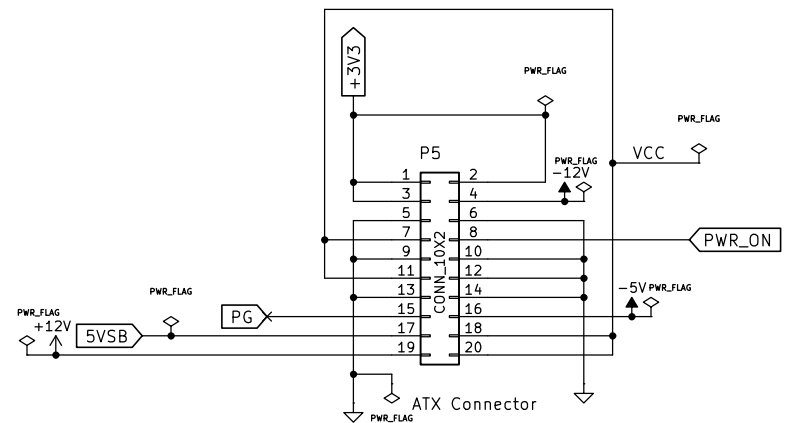 +3V3
PWR_FLAG
PWR_FLAG
P5
VCC
PWR_FLAG
-12V
1 2
3 4
5 6
7 8
PWR_ON
9 10
11 12
13 14
CONN_10X2
-5V PWR_FLAG
PWR_FLAG
PG
15 16
PWR_FLAG
+12V
5VSB
17 18
19 20
ATX Connector
PWR_FLAG